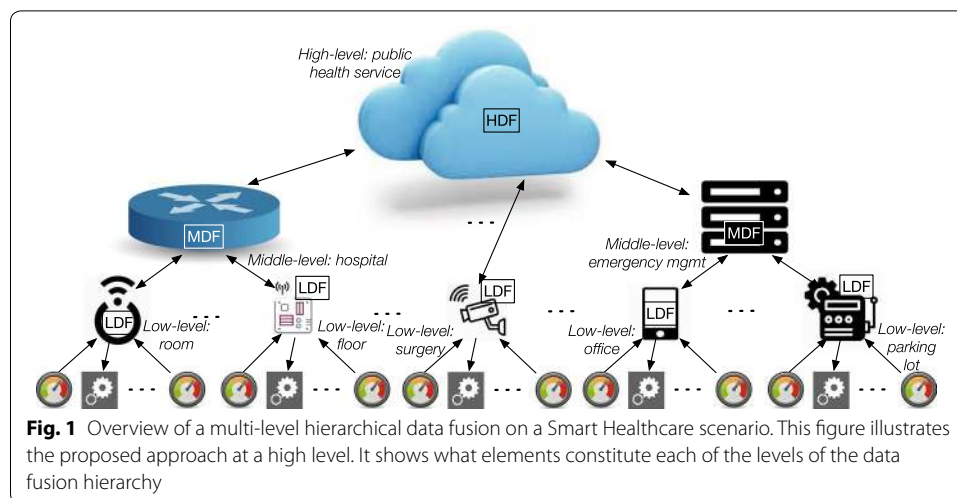 High-level: public
health service
HDF
. . .
MDF
MDF
Middle-level: hospital
Middle-level:
emergency mgmt
LDF
LDF
LDF
LDF
LDF
. . .
. . .
. . .
. . .
Low-level:
room
Low-level:
floor
Low-level:
surgery
Low-level:
office
Low-level:
parking
lot
. . .
. . .
. . .
. . .
. . .
Fig. 1 Overview of a multi-level hierarchical data fusion on a Smart Healthcare scenario. This figure illustrates
the proposed approach at a high level. It shows what elements constitute each of the levels of the data
fusion hierarchy